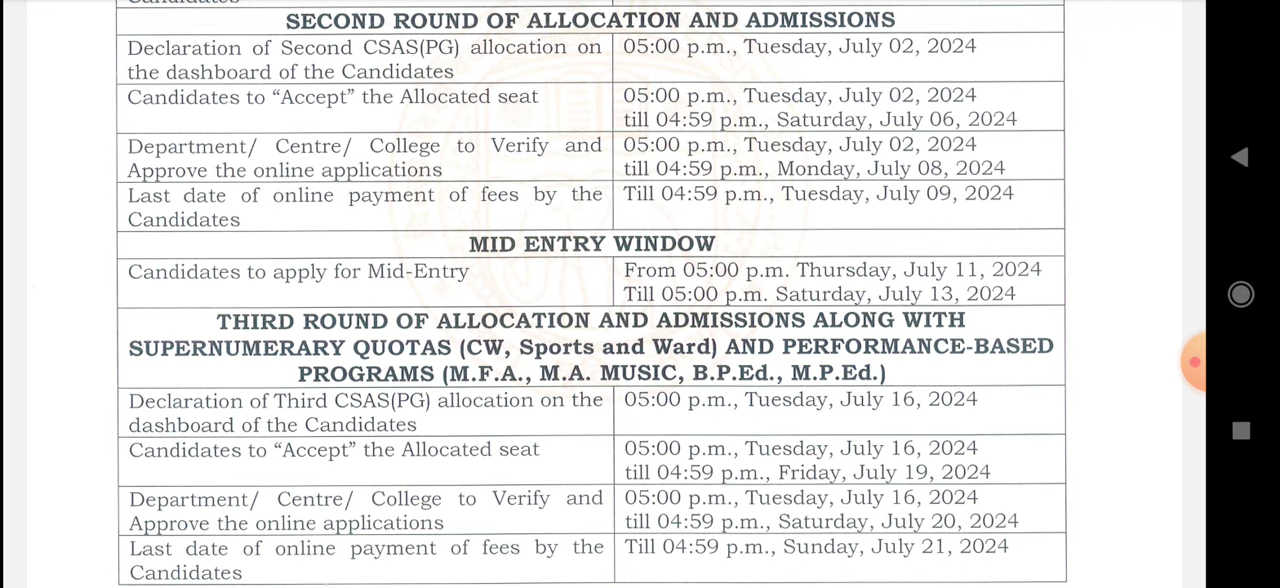 SECOND ROUND OF ALLOCATION AND ADMISSIONS
Declaration of Second CSAS(PG) allocation on
the dashboard of the Candidates
05:00 p.m., Tuesday, July 02, 2024
Candidates to “Accept” the Allocated seat
05:00 p.m., Tuesday, July 02, 2024
till 04:59 p.m., Saturday, July 06, 2024
Department/ Centre/ College to Verify and
Approve the online applications
05:00 p.m., Tuesday, July 02, 2024
till 04:59 p.m., Monday, July 08, 2024
Last date of online payment of fees by the
Candidates
Till 04:59 p.m., Tuesday, July 09, 2024
MID ENTRY WINDOW
Candidates to apply for Mid-Entry
From 05:00 p.m. Thursday, July 11, 2024
Till 05:00 p.m. Saturday, July 13, 2024
THIRD ROUND OF ALLOCATION AND ADMISSIONS ALONG WITH
SUPERNUMERARY QUOTAS (CW, Sports and Ward) AND PERFORMANCE-BASED
PROGRAMS (M.F.A., M.A. MUSIC, B.P.Ed., M.P.Ed.)
Declaration of Third CSAS(PG) allocation on the
dashboard of the Candidates
05:00 p.m., Tuesday, July 16, 2024
Candidates to “Accept” the Allocated seat
05:00 p.m., Tuesday, July 16, 2024
till 04:59 p.m., Friday, July 19, 2024
Department/ Centre/ College to Verify and
Approve the online applications
05:00 p.m., Tuesday, July 16, 2024
till 04:59 p.m., Saturday, July 20, 2024
Last date of online payment of fees by the
Candidates
Till 04:59 p.m., Sunday, July 21, 2024